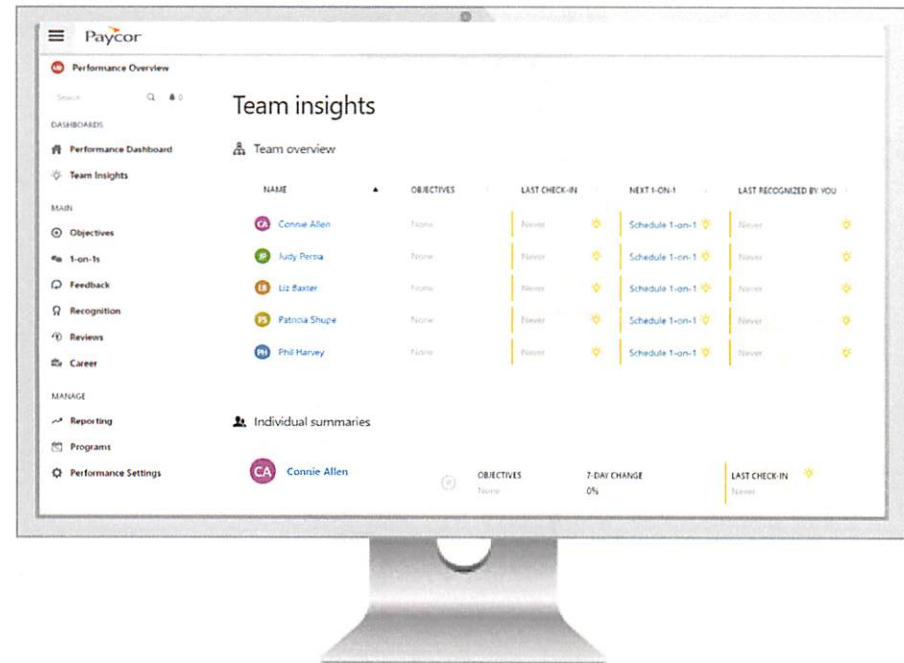 Paycor
Performance Overview
Search 0
DASHBOARDS
Performance Dashboard
Team Insights
MAIN
Objectives
1-on-1s
Feedback
Recognition
Reviews
Career
MANAGE
Reporting
Programs
Performance Settings
Team insights
Team overview
NAME OBJECTIVES LAST CHECK-IN NEXT 1-ON-1 LAST RECOGNIZED BY YOU
CA Connie Allen None Never Schedule 1-on-1 Never
JP Judy Perna None Never Schedule 1-on-1 Never
LB Liz Baxter None Never Schedule 1-on-1 Never
PS Patricia Shupe None Never Schedule 1-on-1 Never
PH Phil Harvey None Never Schedule 1-on-1 Never
Individual summaries
CA Connie Allen
OBJECTIVES 7-DAY CHANGE LAST CHECK-IN
None 0% Never